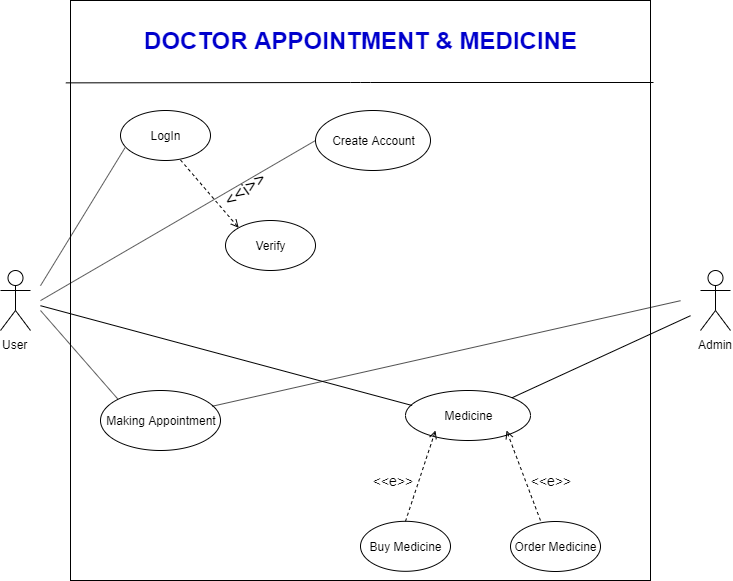 DOCTOR APPOINTMENT & MEDICINE
LogIn
Create Account
<<I>>
Verify
User
Admin
Making Appointment
Medicine
<<e>>
<<e>>
Buy Medicine
Order Medicine